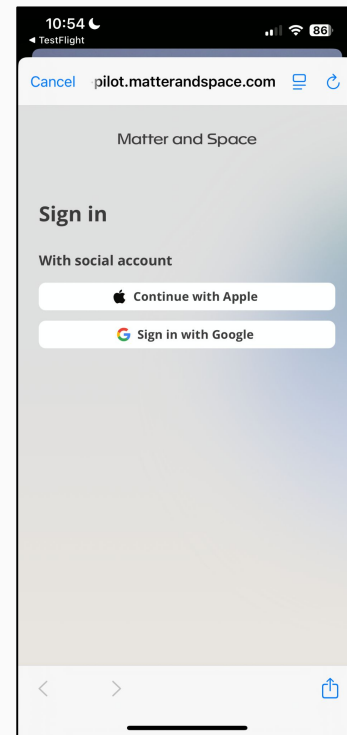 10:54
◀ TestFlight
86
Cancel
-pilot.matterandspace.com
Matter and Space
Sign in
With social account
Continue with Apple
Sign in with Google